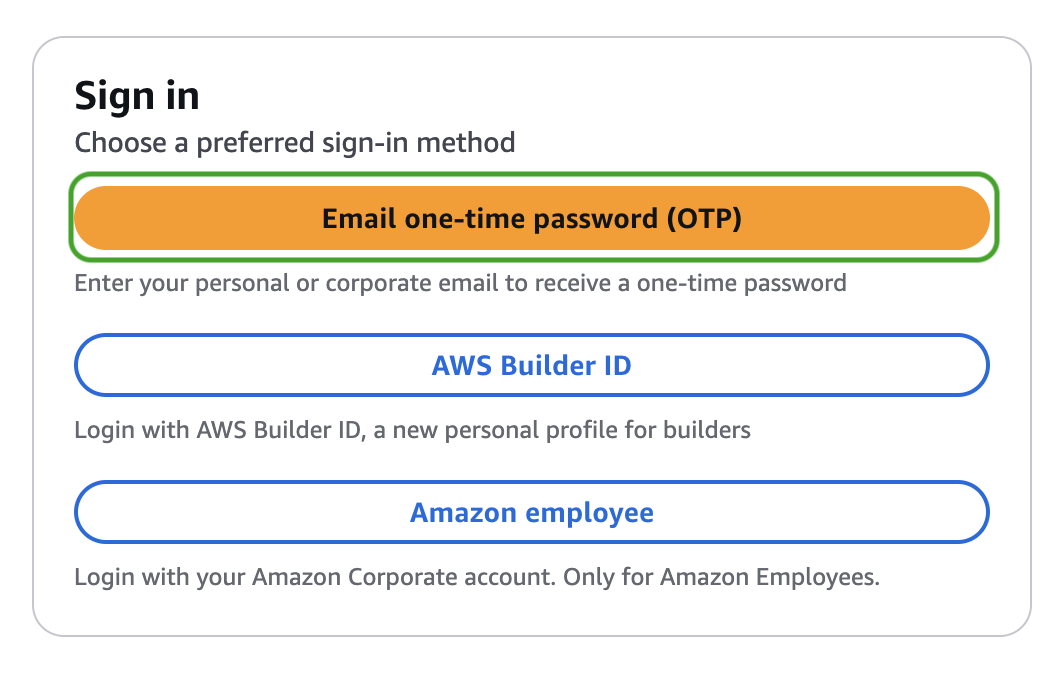 Sign in
Choose a preferred sign-in method
Email one-time password (OTP)
Enter your personal or corporate email to receive a one-time password
AWS Builder ID
Login with AWS Builder ID, a new personal profile for builders
Amazon employee
Login with your Amazon Corporate account. Only for Amazon Employees.